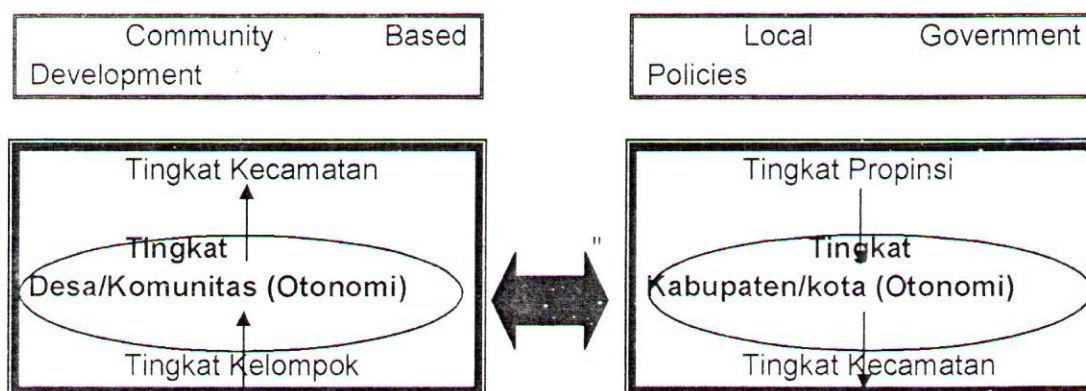 Community Based
Development
Local Government
Policies
Tingkat Kecamatan
Tingkat
Desa/Komunitas (Otonomi)
Tingkat Kelompok
"
Tingkat Propinsi
Tingkat
Kabupaten/kota (Otonomi)
Tingkat Kecamatan